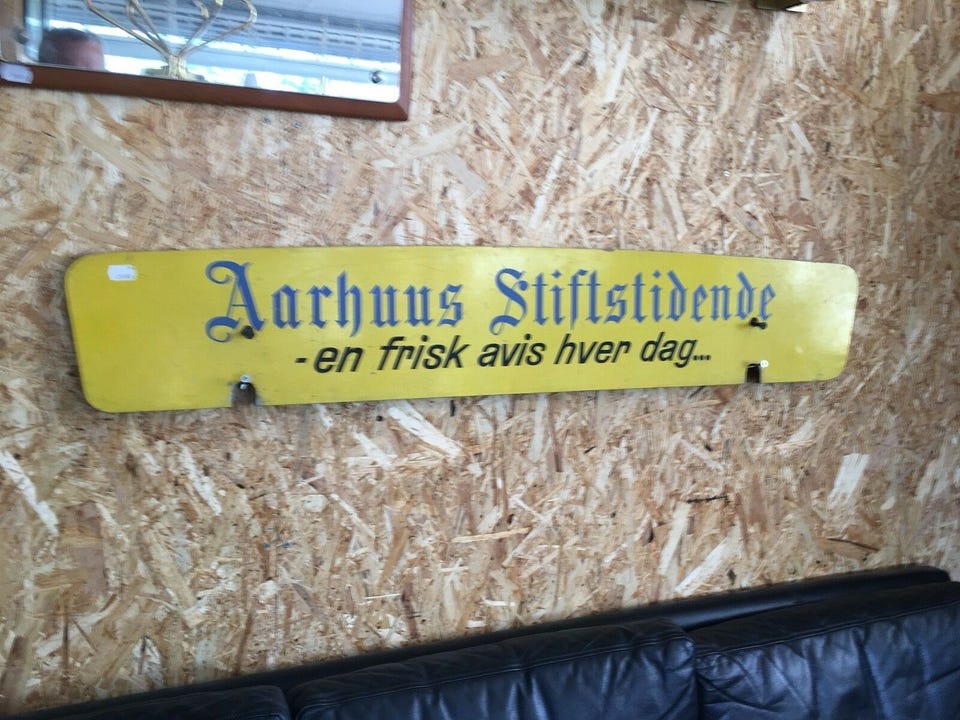 Aarhuus Stiftstidende
- en frisk avis hver dag...